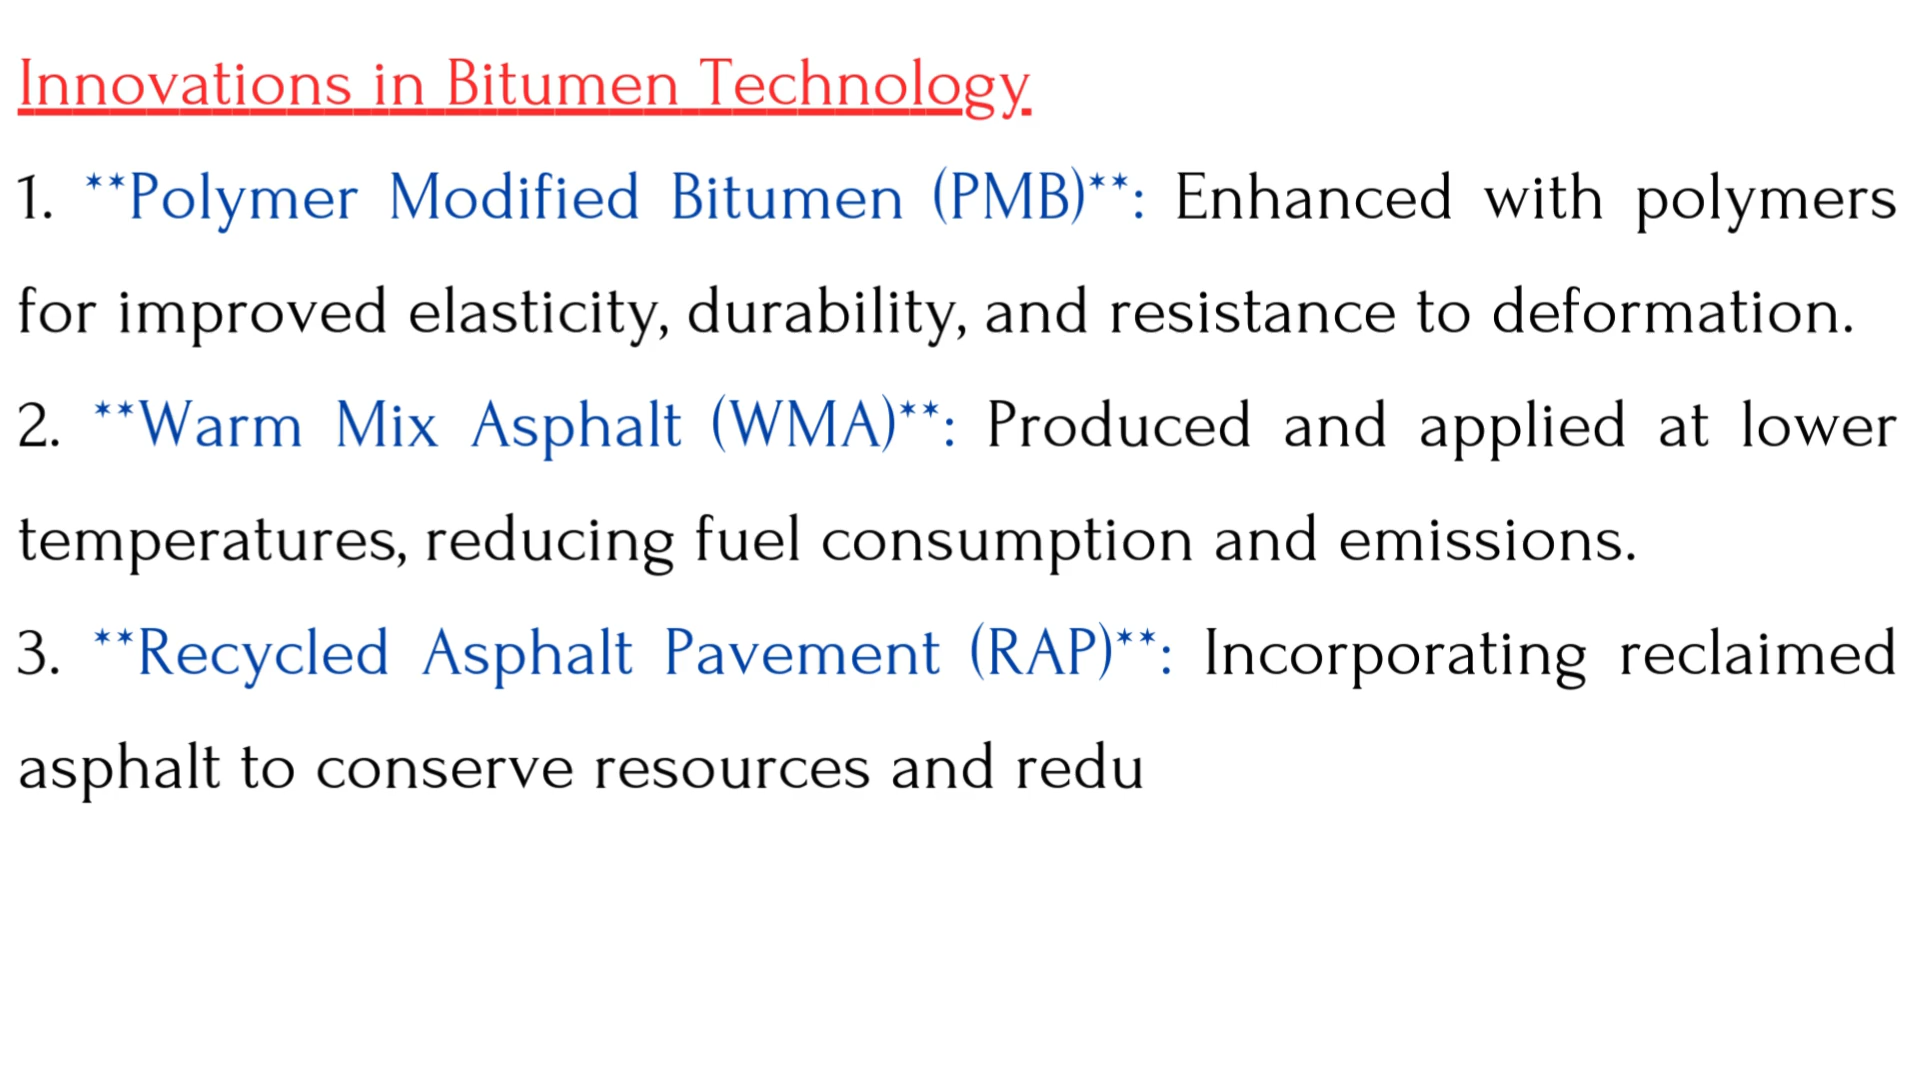 Innovations in Bitumen Technology
1. **Polymer Modified Bitumen (PMB)**: Enhanced with polymers
for improved elasticity, durability, and resistance to deformation.
2. **Warm Mix Asphalt (WMA)**: Produced and applied at lower
temperatures, reducing fuel consumption and emissions.
3. **Recycled Asphalt Pavement (RAP)**: Incorporating reclaimed
asphalt to conserve resources and redu